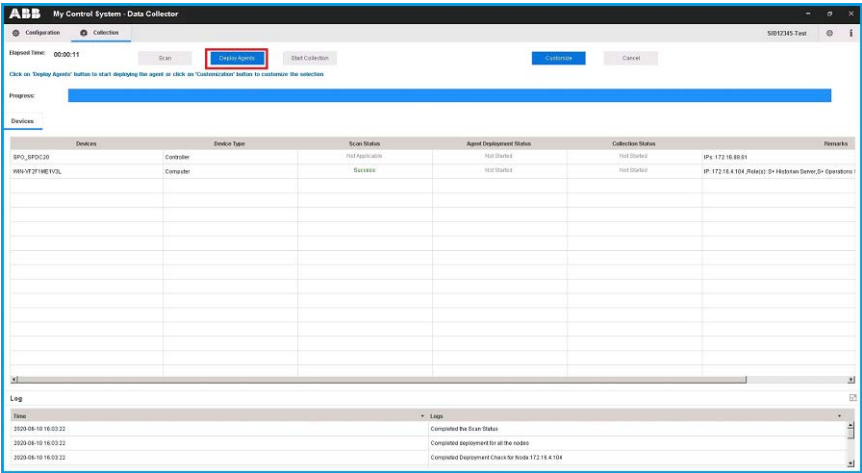 ABB My Control System - Data Collector
Configuration Collection SI012345-Test i
Elapsed Time: 00:00:11 Scan Deploy Agents Start Collection Customize Cancel
Click on 'Deploy Agents' button to start deploying the agent or click on 'Customization' button to customize the selection
Progress:
Devices
Devices Device Type Scan Status Agent Deployment Status Collection Status Remarks
SPO_SPDC20 Controller Not Applicable Not Started Not Started IPs: 172.16.88.61
WIN-VF2F1ME1V3L Computer Success Not Started Not Started IP: 172.16.4.104 ,Role(s): S+ Historian Server,S+ Operations
Log
Time Logs
2020-06-10 16:03:22 Completed the Scan Status
2020-06-10 16:03:22 Completed deployment for all the nodes
2020-06-10 16:03:22 Completed Deployment Check for Node:172.16.4.104